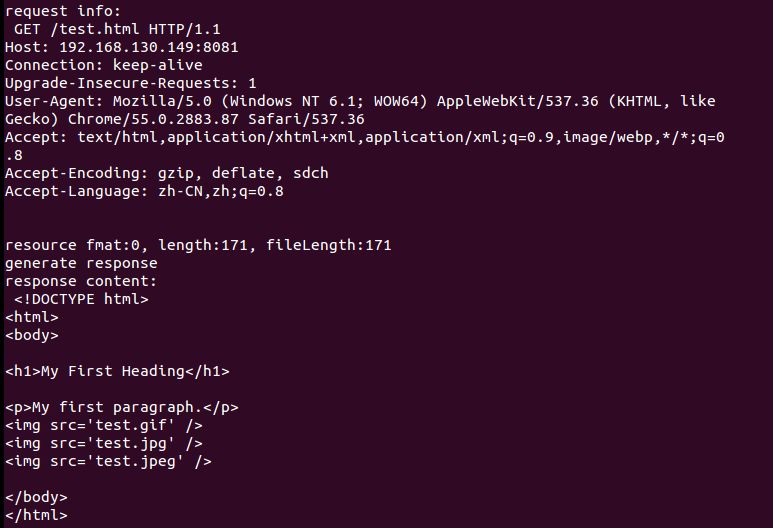 request info:
 GET /test.html HTTP/1.1
Host: 192.168.130.149:8081
Connection: keep-alive
Upgrade-Insecure-Requests: 1
User-Agent: Mozilla/5.0 (Windows NT 6.1; WOW64) AppleWebKit/537.36 (KHTML, like
Gecko) Chrome/55.0.2883.87 Safari/537.36
Accept: text/html,application/xhtml+xml,application/xml;q=0.9,image/webp,*/*;q=0
.8
Accept-Encoding: gzip, deflate, sdch
Accept-Language: zh-CN,zh;q=0.8
resource fmat:0, length:171, fileLength:171
generate response
response content:
 <!DOCTYPE html>
<html>
<body>
<h1>My First Heading</h1>
<p>My first paragraph.</p>
<img src='test.gif' />
<img src='test.jpg' />
<img src='test.jpeg' />
</body>
</html>